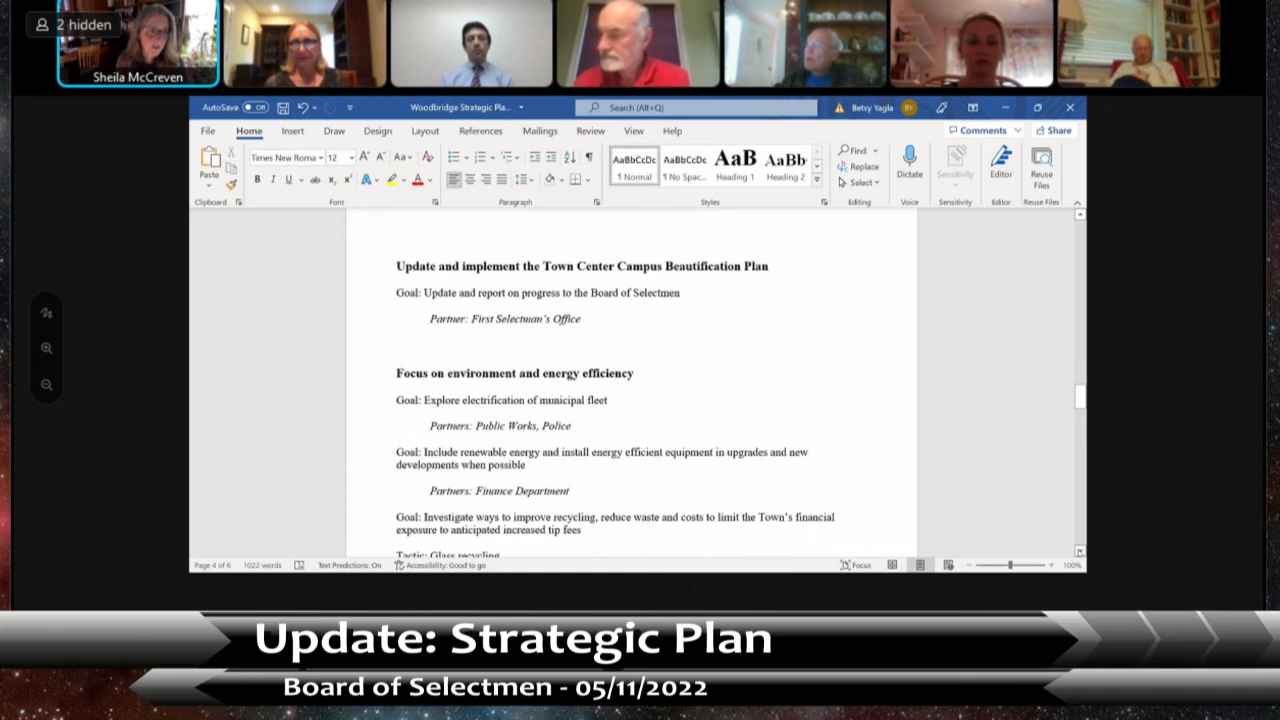 2 hidden
Sheila McCreven
AutoSave Off Woodbridge Strategic Pla... Search (Alt+Q) Betsy Yagla BY
File Home Insert Draw Design Layout References Mailings Review View Help Comments Share
Times New Roma 12 Aa AaBbCcDc AaBbCcDc AaB AaBb Find
Replace
Paste B I U ab x₂ x² A A ¶ Normal ¶ No Spac... Heading 1 Heading 2 Select Dictate Sensitivity Editor Reuse Files
Clipboard Font Paragraph Styles Editing Voice Sensitivity Editor Reuse Files
Update and implement the Town Center Campus Beautification Plan
Goal: Update and report on progress to the Board of Selectmen
Partner: First Selectman's Office
Focus on environment and energy efficiency
Goal: Explore electrification of municipal fleet
Partners: Public Works, Police
Goal: Include renewable energy and install energy efficient equipment in upgrades and new
developments when possible
Partners: Finance Department
Goal: Investigate ways to improve recycling, reduce waste and costs to limit the Town's financial
exposure to anticipated increased tip fees
Tactic: Glass recycling
Page 4 of 6 1022 words Text Predictions: On Accessibility: Good to go Focus 100%
Update: Strategic Plan
Board of Selectmen - 05/11/2022